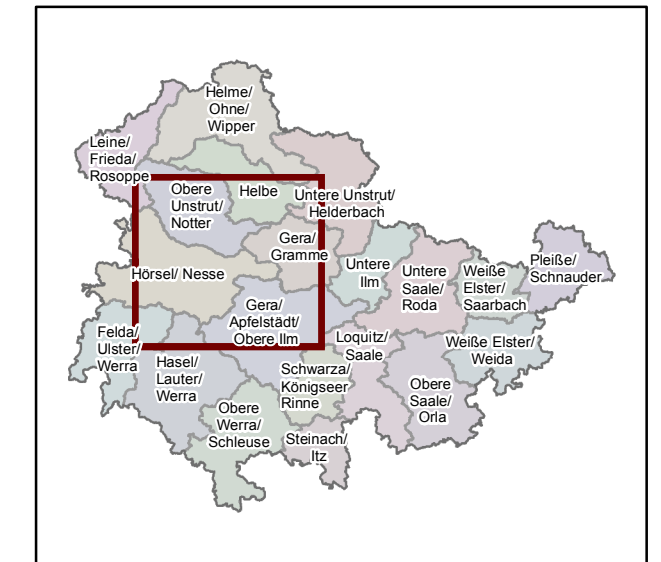 Helme/
Ohne/
Wipper
Leine/
Frieda/
Rosoppe
Obere
Unstrut/
Notter
Helbe
Untere Unstrut/
Helderbach
Gera/
Gramme
Hörsel/ Nesse
Untere
Ilm
Untere
Saale/
Roda
Weiße
Elster/
Saarbach
Pleiße/
Schnauder
Gera/
Apfelstädt/
Obere Ilm
Felda/
Ulster/
Werra
Hasel/
Lauter/
Werra
Loquitz/
Saale
Weiße Elster/
Weida
Schwarza/
Königseer
Rinne
Obere
Saale/
Orla
Obere
Werra/
Schleuse
Steinach/
Itz